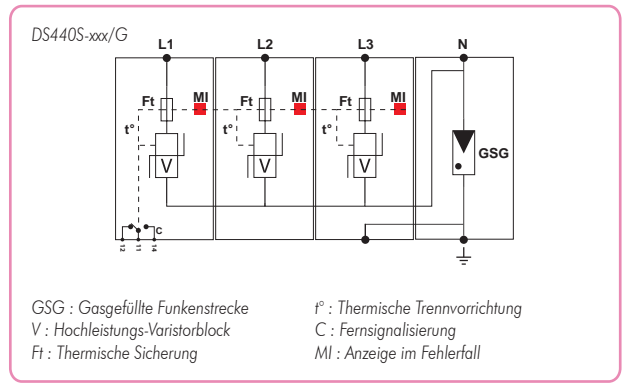 DS440S-xxx/G
L1 L2 L3 N
Ft MI Ft MI Ft MI
t° t° t°
V V V
GSG
C
12 11 14
GSG : Gasgefüllte Funkenstrecke
V : Hochleistungs-Varistorblock
Ft : Thermische Sicherung
t° : Thermische Trennvorrichtung
C : Fernsignalisierung
MI : Anzeige im Fehlerfall